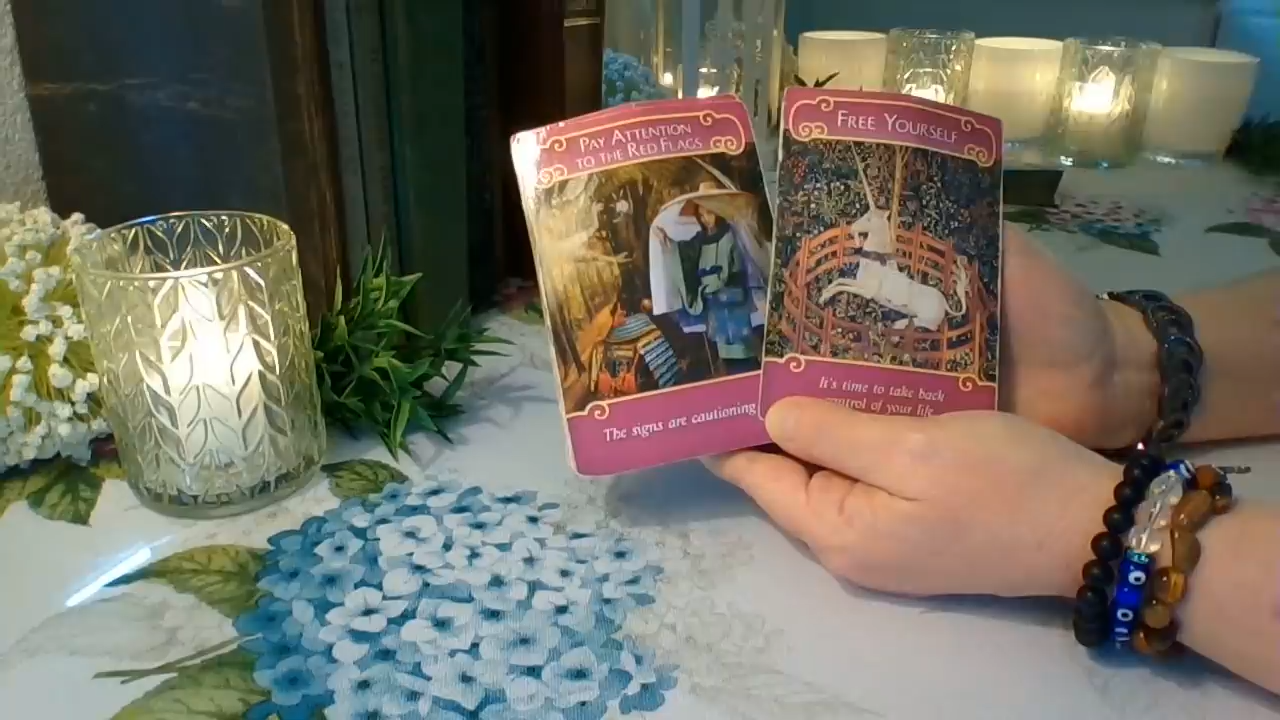 PAY ATTENTION
TO THE RED FLAGS
The signs are cautioning
FREE YOURSELF
It's time to take back
control of your life